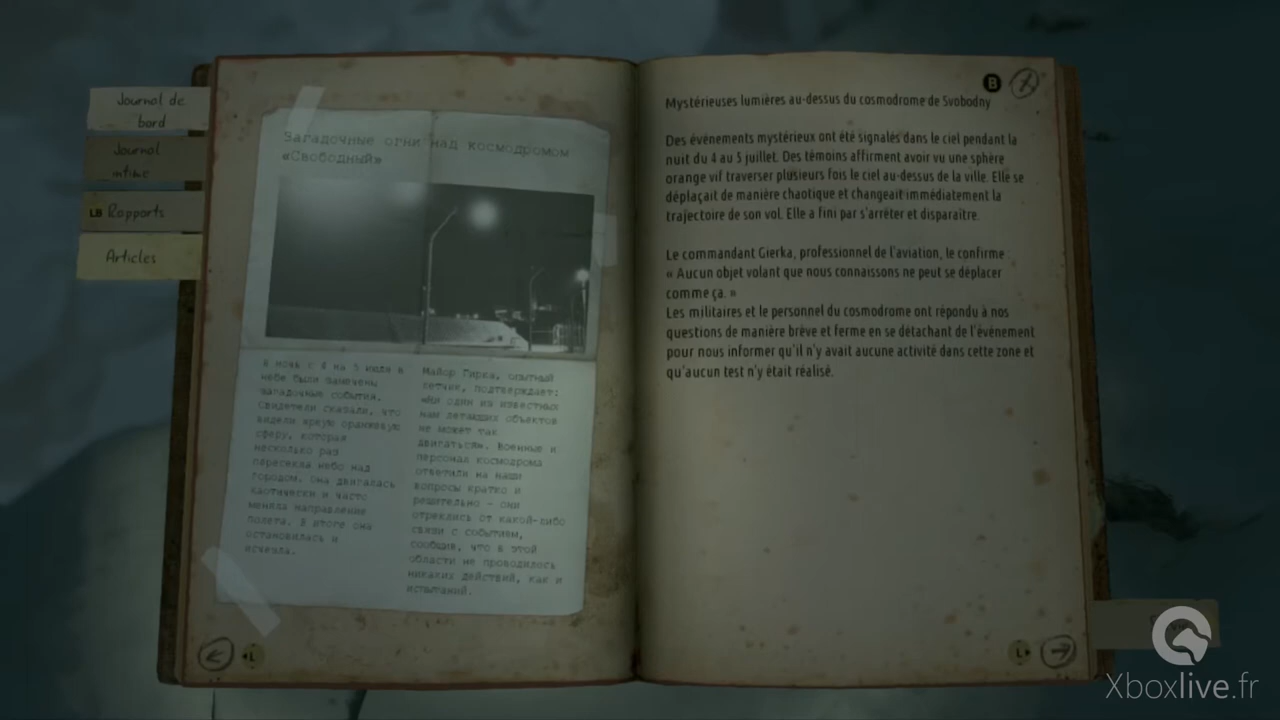 Journal de
bord
Journal
intime
LB Rapports
Articles
Загадочные огни над космодромом
«Свободный»
В ночь с 4 на 5 июля в
небе были замечены
загадочные события.
Свидетели сказали, что
видели яркую оранжевую
сферу, которая
несколько раз
пересекла небо над
городом. Она двигалась
хаотически и часто
меняла направление
полета. В итоге она
остановилась и
исчезла.
Майор Гирка, опытный
летчик, подтверждает:
«Ни один из известных
нам летающих объектов
не может так
двигаться». Военные и
персонал космодрома
ответили на наши
вопросы кратко и
решительно - они
отреклись от какой-либо
связи с событиям,
сообщив, что в этой
области не проводилось
никаких действий, как и
испытаний.
L
B
Mystérieuses lumières au-dessus du cosmodrome de Svobodny
Des événements mystérieux ont été signalés dans le ciel pendant la
nuit du 4 au 5 juillet. Des témoins affirment avoir vu une sphère
orange vif traverser plusieurs fois le ciel au-dessus de la ville. Elle se
déplaçait de manière chaotique et changeait immédiatement la
trajectoire de son vol. Elle a fini par s'arrêter et disparaître.
Le commandant Gierka, professionnel de l'aviation, le confirme :
« Aucun objet volant que nous connaissons ne peut se déplacer
comme ça. »
Les militaires et le personnel du cosmodrome ont répondu à nos
questions de manière brève et ferme en se détachant de l'événement
pour nous informer qu'il n'y avait aucune activité dans cette zone et
qu'aucun test n'y était réalisé.
L
Xboxlive.fr